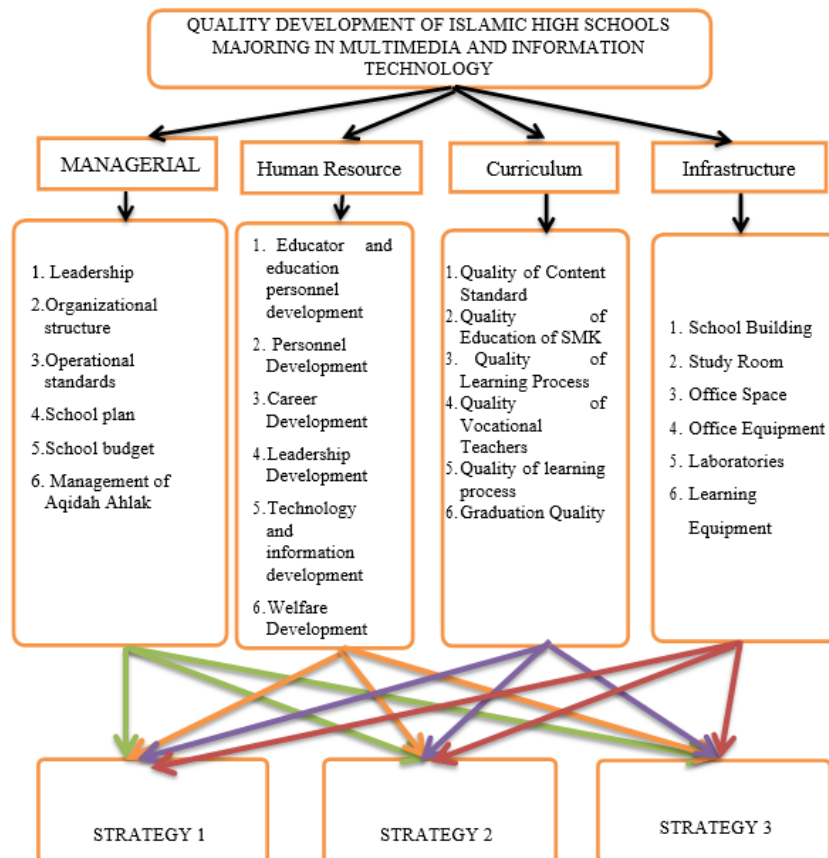 QUALITY DEVELOPMENT OF ISLAMIC HIGH SCHOOLS
MAJORING IN MULTIMEDIA AND INFORMATION
TECHNOLOGY
MANAGERIAL
Human Resource
Curriculum
Infrastructure
1. Leadership
2.Organizational
structure
3.Operational
standards
4.School plan
5.School budget
6. Management of
Aqidah Ahlak
1. Educator and
education
personnel
development
2. Personnel
Development
3.Career
Development
4.Leadership
Development
5.Technology
and
information
development
6.Welfare
Development
1.Quality of Content
Standard
2.Quality of
Education of SMK
3. Quality of
Learning Process
4.Quality of
Vocational
Teachers
5.Quality of learning
process
6.Graduation Quality
1. School Building
2. Study Room
3. Office Space
4. Office Equipment
5. Laboratories
6. Learning
Equipment
STRATEGY 1
STRATEGY 2
STRATEGY 3